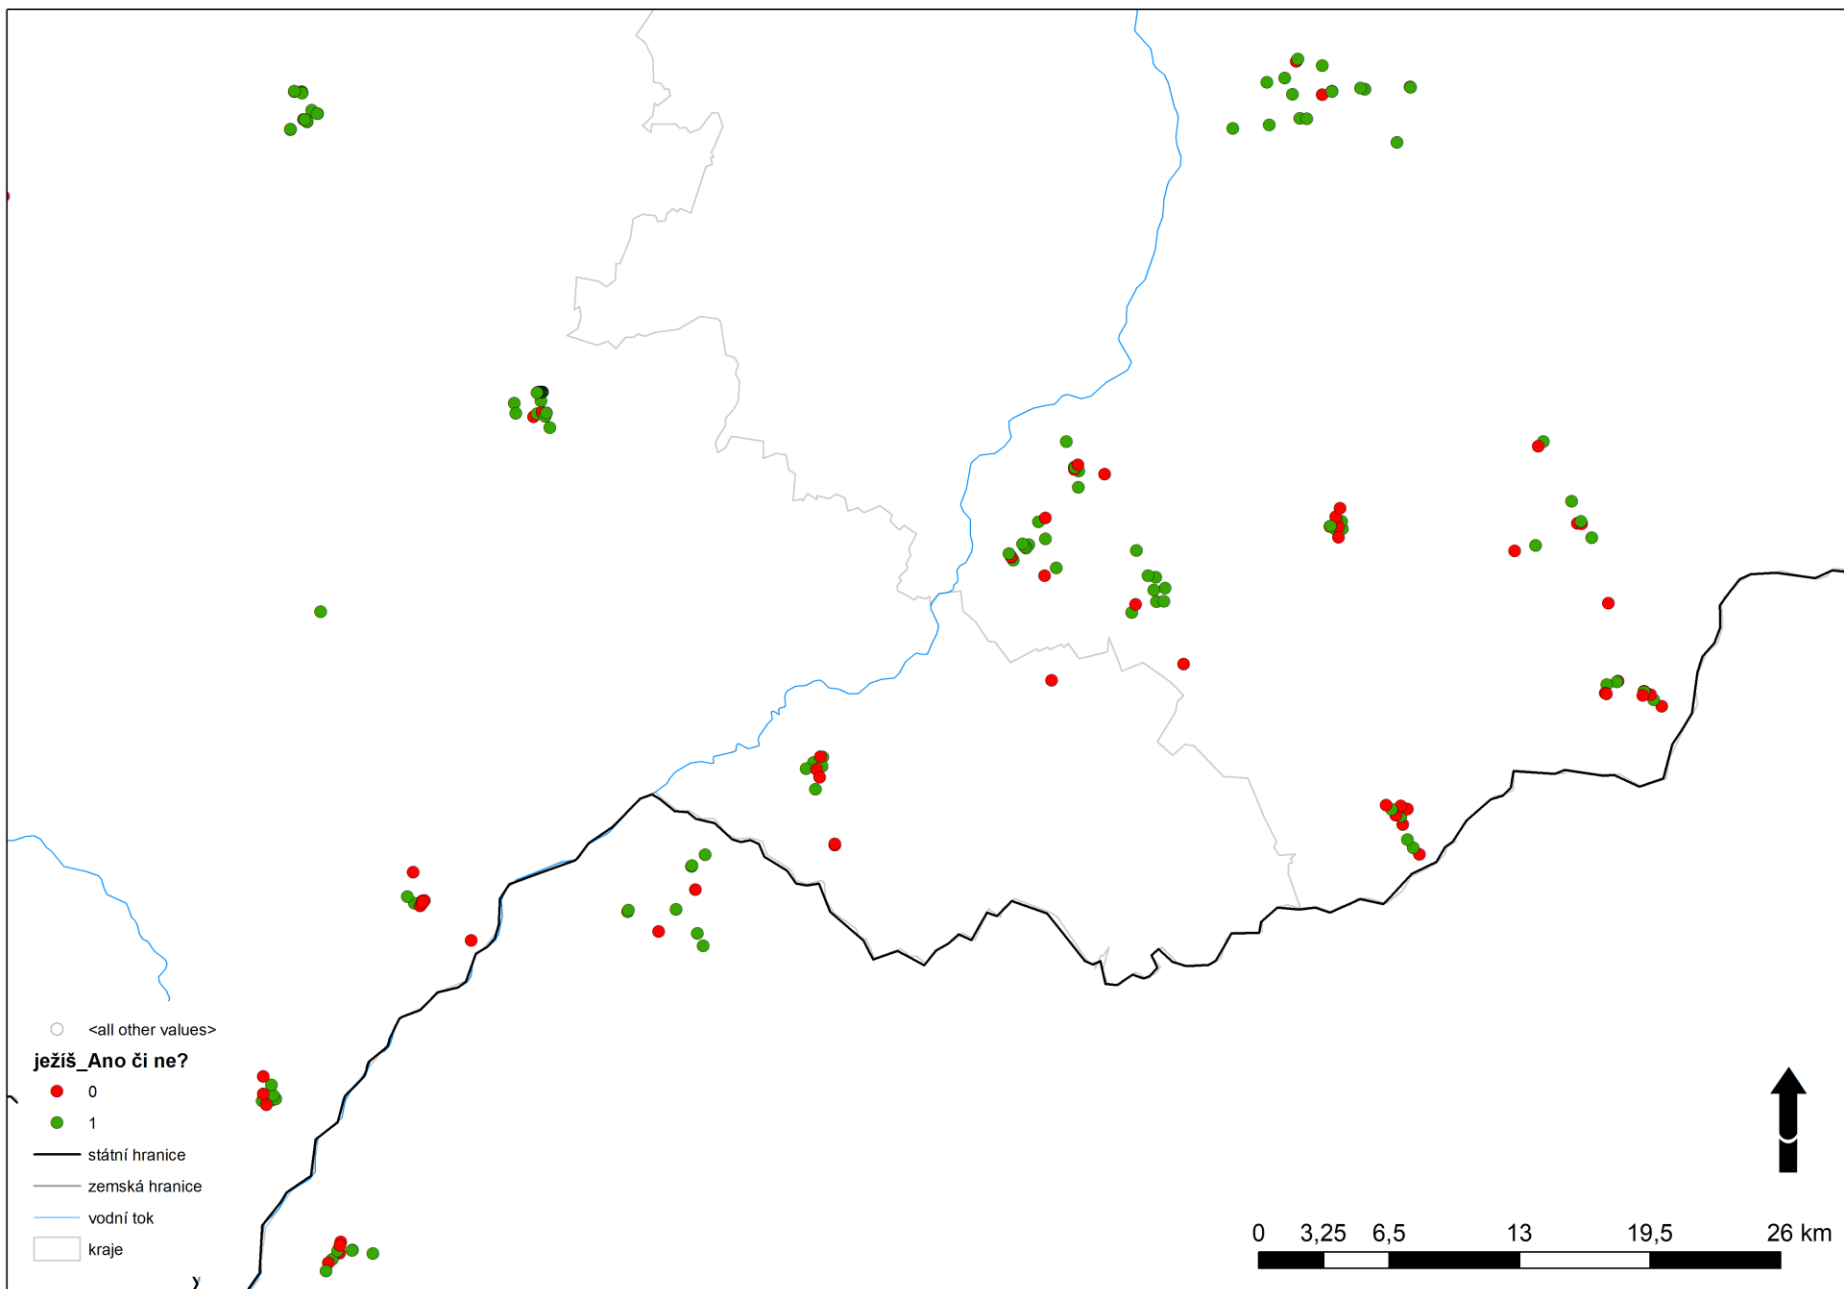 <all other values>
ježíš_Ano či ne?
0
1
státní hranice
zemská hranice
vodní tok
kraje
0 3,25 6,5 13 19,5 26 km